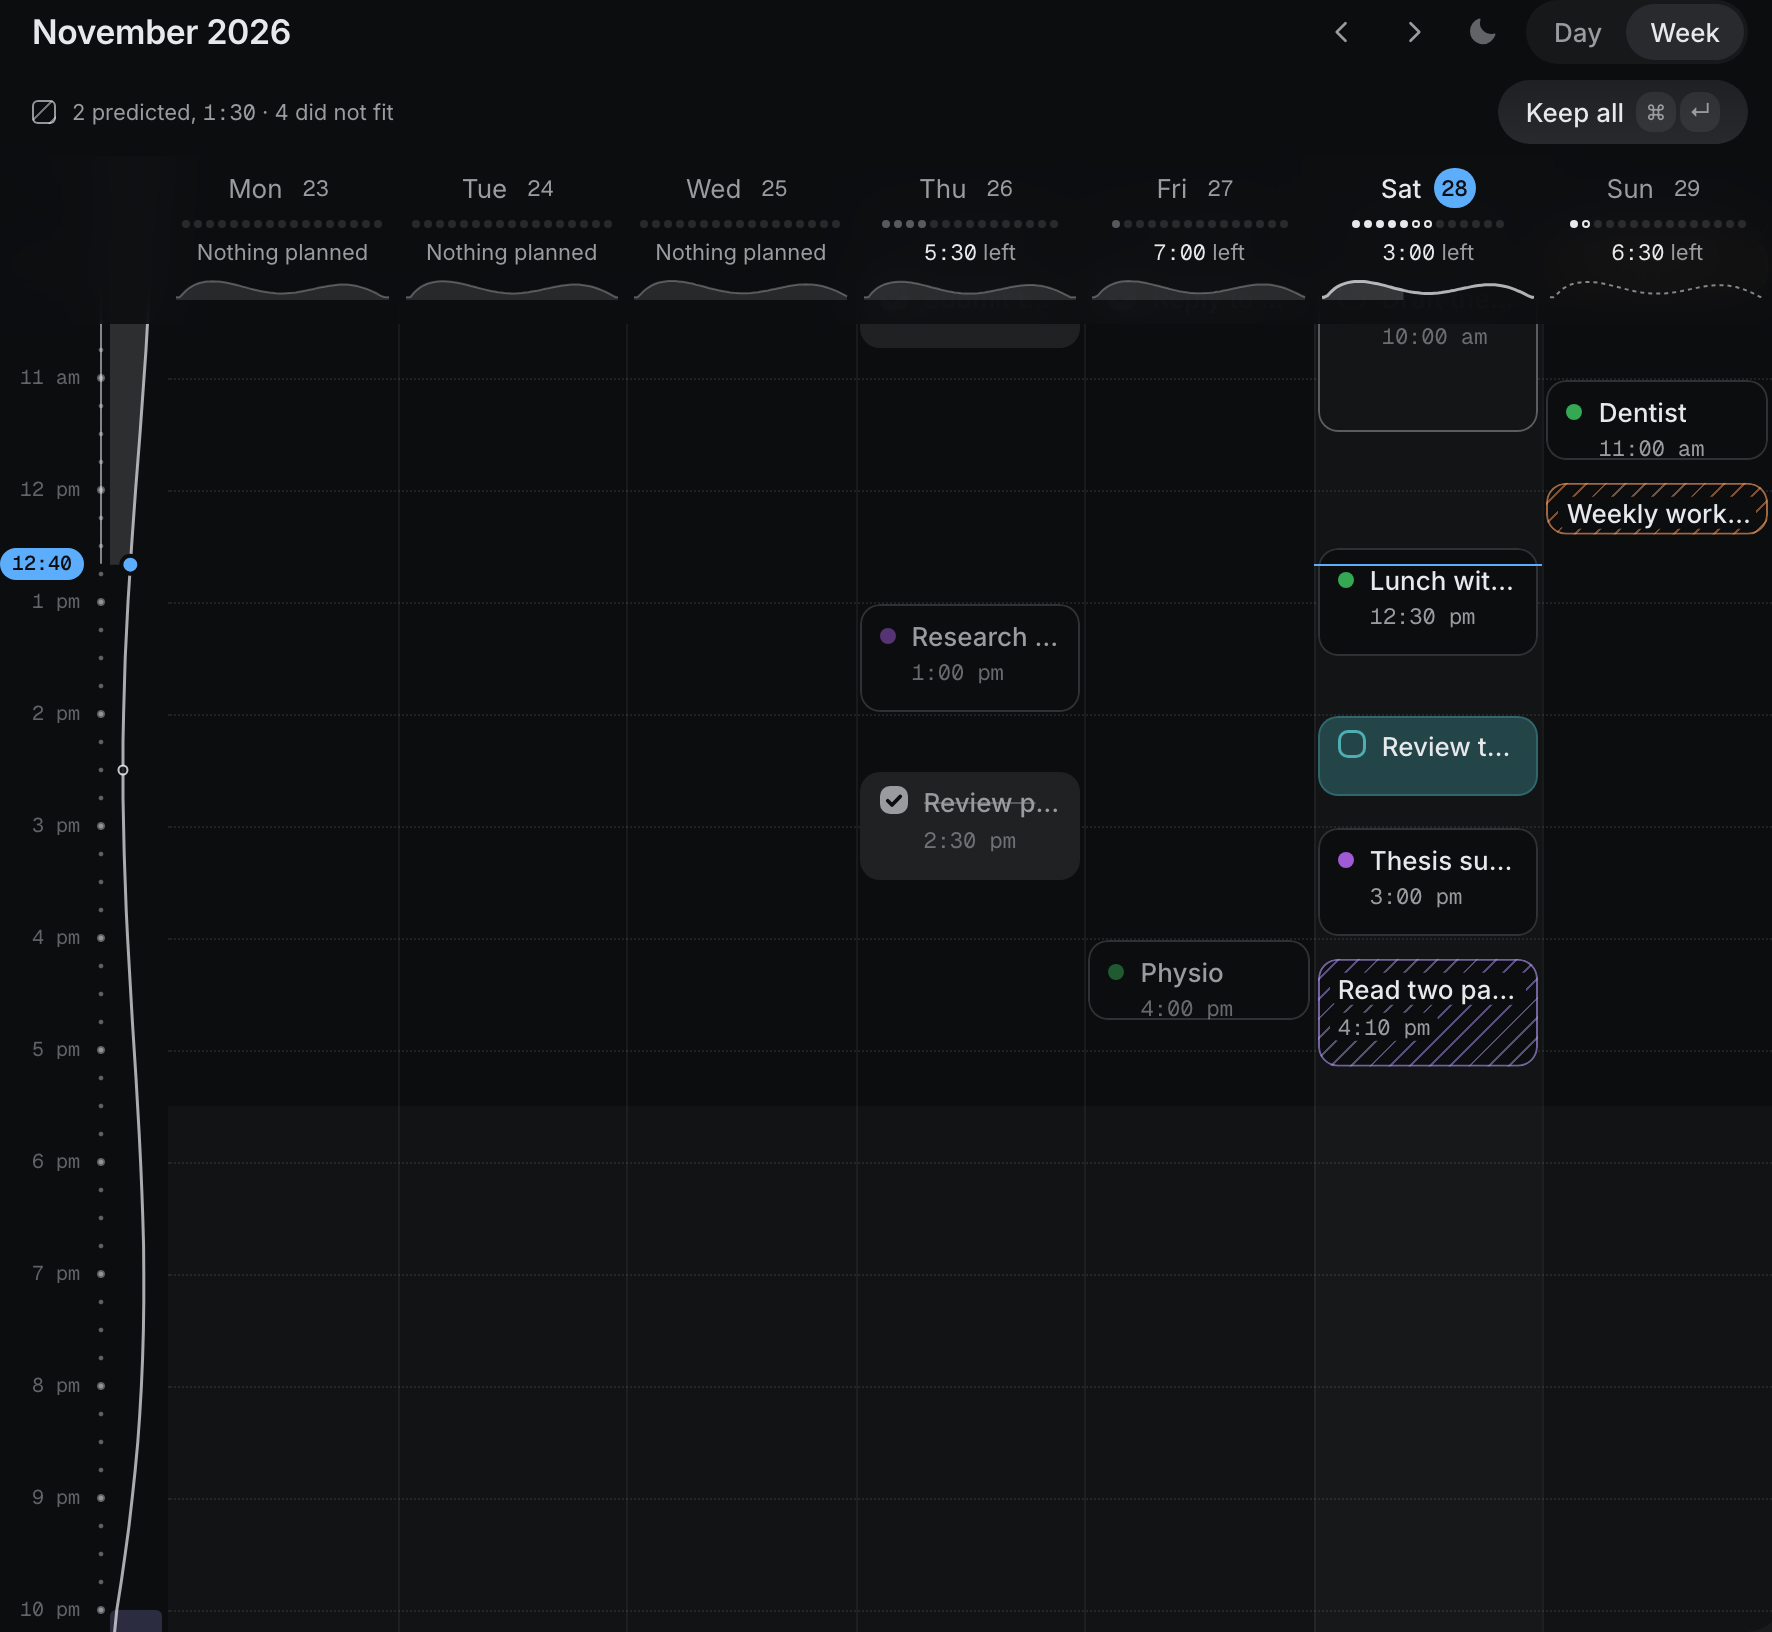 November 2026
Day
Week
2 predicted, 1:30 · 4 did not fit
Keep all ⌘ ↵
Mon 23
Tue 24
Wed 25
Thu 26
Fri 27
Sat 28
Sun 29
Nothing planned
Nothing planned
Nothing planned
5:30 left
7:00 left
3:00 left
6:30 left
10:00 am
11 am
Dentist
11:00 am
12 pm
Weekly work...
12:40
Lunch wit...
12:30 pm
1 pm
Research ...
1:00 pm
2 pm
Review t...
Review p...
2:30 pm
3 pm
Thesis su...
3:00 pm
4 pm
Physio
4:00 pm
Read two pa...
4:10 pm
5 pm
6 pm
7 pm
8 pm
9 pm
10 pm